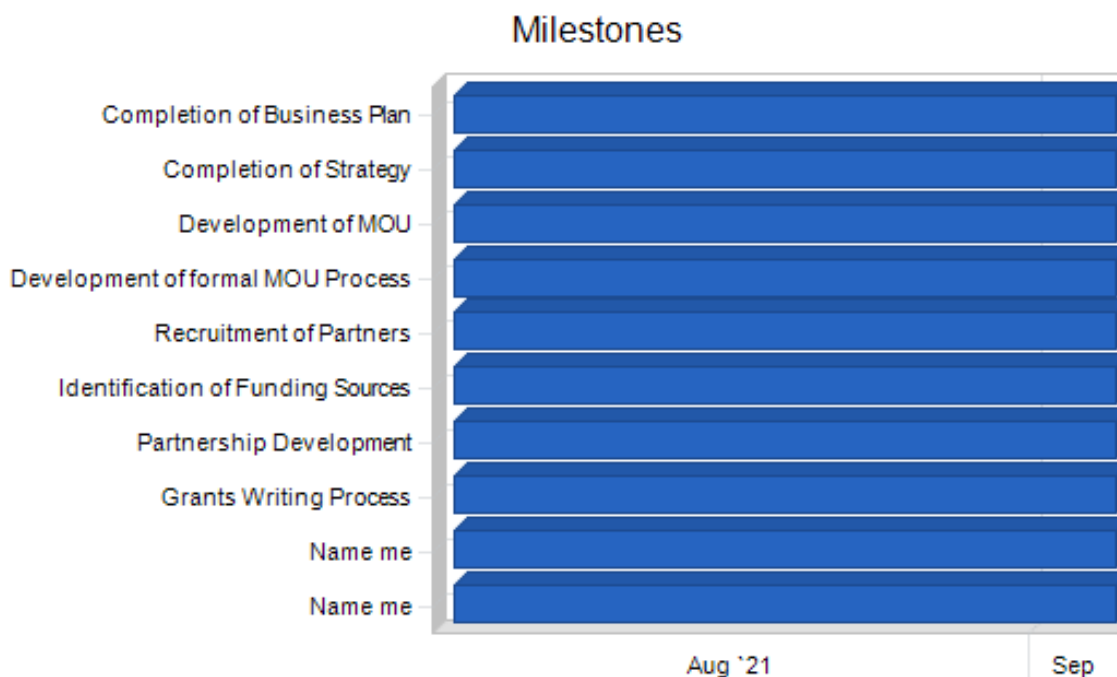 Milestones
Completion of Business Plan
Completion of Strategy
Development of MOU
Development of formal MOU Process
Recruitment of Partners
Identification of Funding Sources
Partnership Development
Grants Writing Process
Name me
Name me
Aug `21 Sep